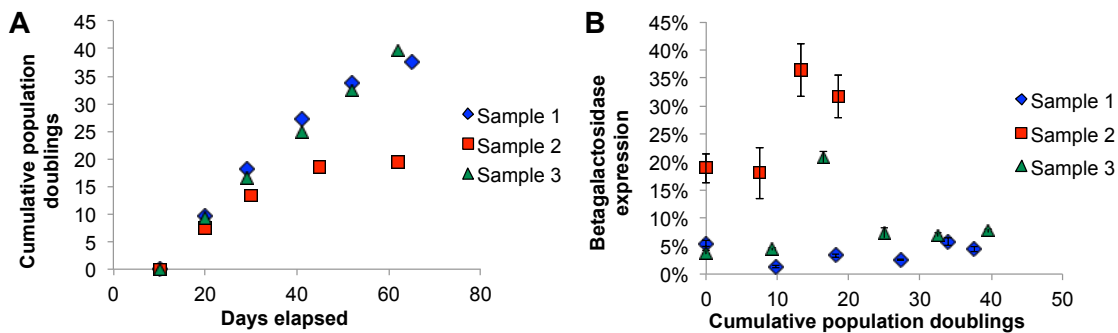 A
Cumulative population
doublings
45
40
35
30
25
20
15
10
5
0
0 20 40 60 80
Days elapsed
Sample 1
Sample 2
Sample 3
B
Betagalactosidase
expression
45%
40%
35%
30%
25%
20%
15%
10%
5%
0%
0 10 20 30 40 50
Cumulative population doublings
Sample 1
Sample 2
Sample 3